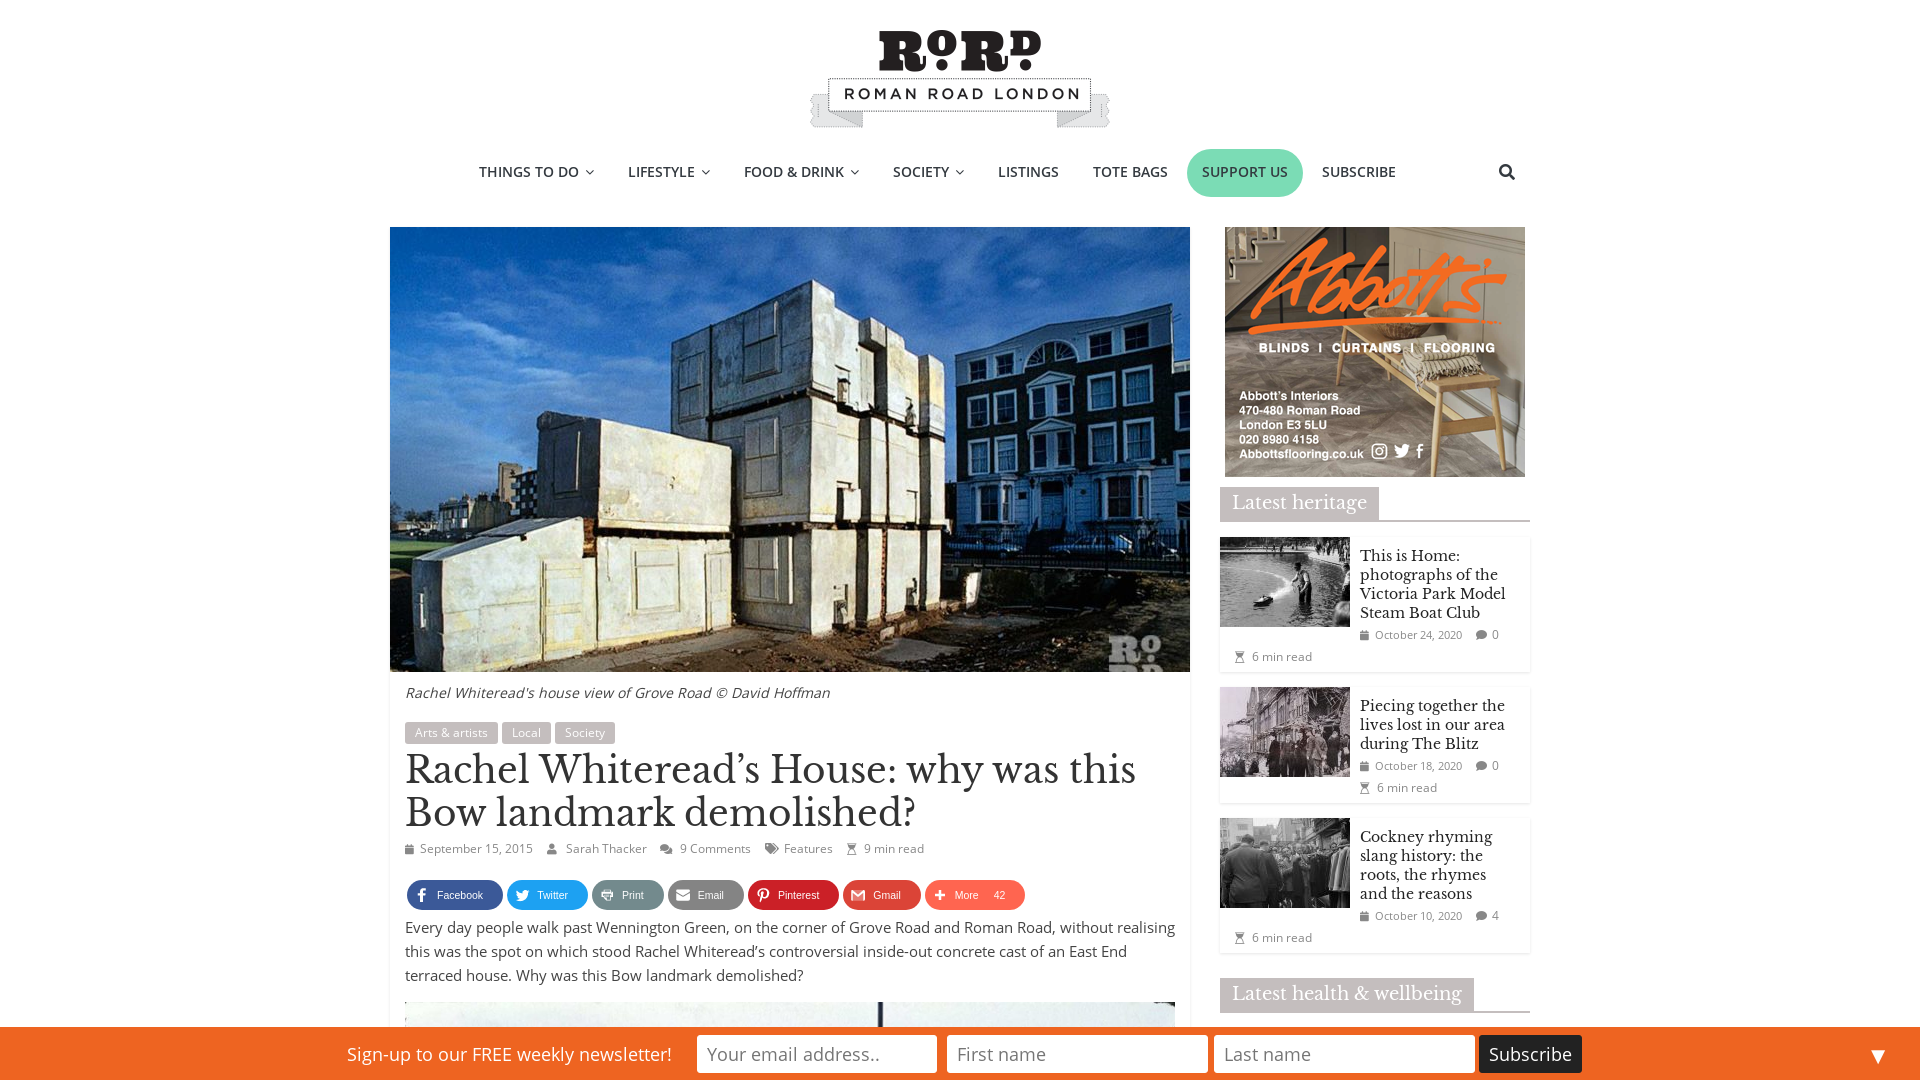 RORD
ROMAN ROAD LONDON
THINGS TO DO
LIFESTYLE
FOOD & DRINK
SOCIETY
LISTINGS
TOTE BAGS
SUPPORT US
SUBSCRIBE
RO
RD
Rachel Whiteread's house view of Grove Road © David Hoffman
Arts & artists
Local
Society
Rachel Whiteread’s House: why was this
Bow landmark demolished?
September 15, 2015
Sarah Thacker
9 Comments
Features
9 min read
Facebook
Twitter
Print
Email
Pinterest
Gmail
More
42
Every day people walk past Wennington Green, on the corner of Grove Road and Roman Road, without realising
this was the spot on which stood Rachel Whiteread’s controversial inside-out concrete cast of an East End
terraced house. Why was this Bow landmark demolished?
Abbott's
BLINDS I CURTAINS I FLOORING
Abbott's Interiors
470-480 Roman Road
London E3 5LU
020 8980 4158
Abbottsflooring.co.uk
Latest heritage
This is Home:
photographs of the
Victoria Park Model
Steam Boat Club
October 24, 2020
0
6 min read
Piecing together the
lives lost in our area
during The Blitz
October 18, 2020
0
6 min read
Cockney rhyming
slang history: the
roots, the rhymes
and the reasons
October 10, 2020
4
6 min read
Latest health & wellbeing
Sign-up to our FREE weekly newsletter!
Your email address..
First name
Last name
Subscribe